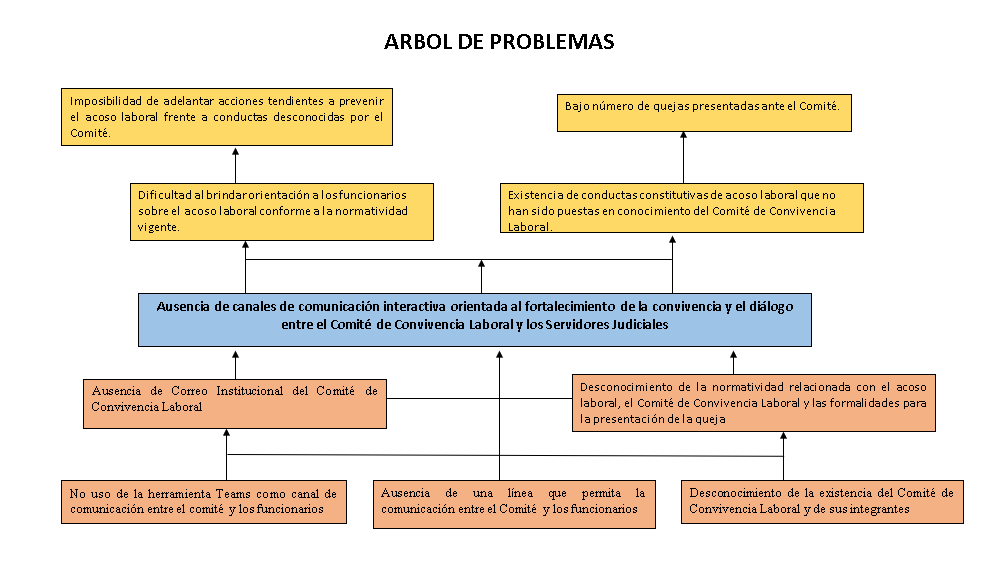 ARBOL DE PROBLEMAS
Imposibilidad de adelantar acciones tendientes a prevenir
el acoso laboral frente a conductas desconocidas por el
Comité.
Bajo número de quejas presentadas ante el Comité.
Dificultad al brindar orientación a los funcionarios
sobre el acoso laboral conforme a la normatividad
vigente.
Existencia de conductas constitutivas de acoso laboral que no
han sido puestas en conocimiento del Comité de Convivencia
Laboral.
Ausencia de canales de comunicación interactiva orientada al fortalecimiento de la convivencia y el diálogo
entre el Comité de Convivencia Laboral y los Servidores Judiciales
Ausencia de Correo Institucional del Comité de
Convivencia Laboral
Desconocimiento de la normatividad relacionada con el acoso
laboral, el Comité de Convivencia Laboral y las formalidades para
la presentación de la queja
No uso de la herramienta Teams como canal de
comunicación entre el comité y los funcionarios
Ausencia de una línea que permita la
comunicación entre el Comité y los funcionarios
Desconocimiento de la existencia del Comité de
Convivencia Laboral y de sus integrantes